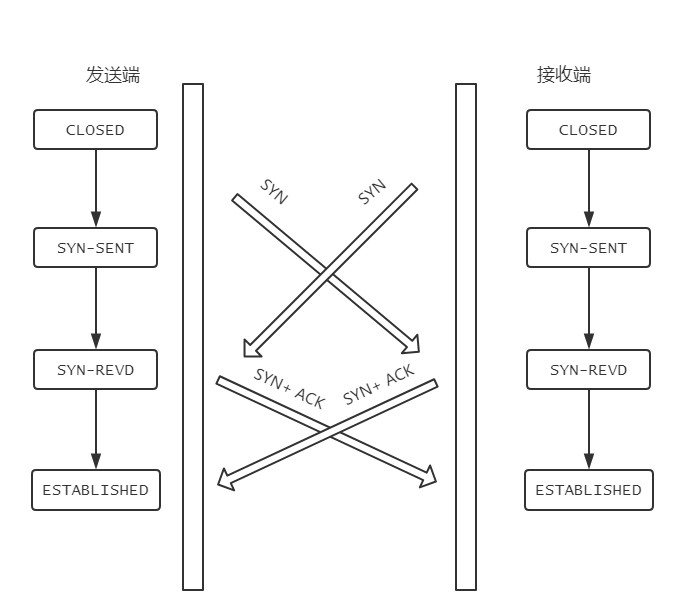 发送端
接收端
CLOSED
CLOSED
SYN
SYN
SYN-SENT
SYN-SENT
SYN-REVD
SYN-REVD
SYN+ ACK
SYN+ ACK
ESTABLISHED
ESTABLISHED